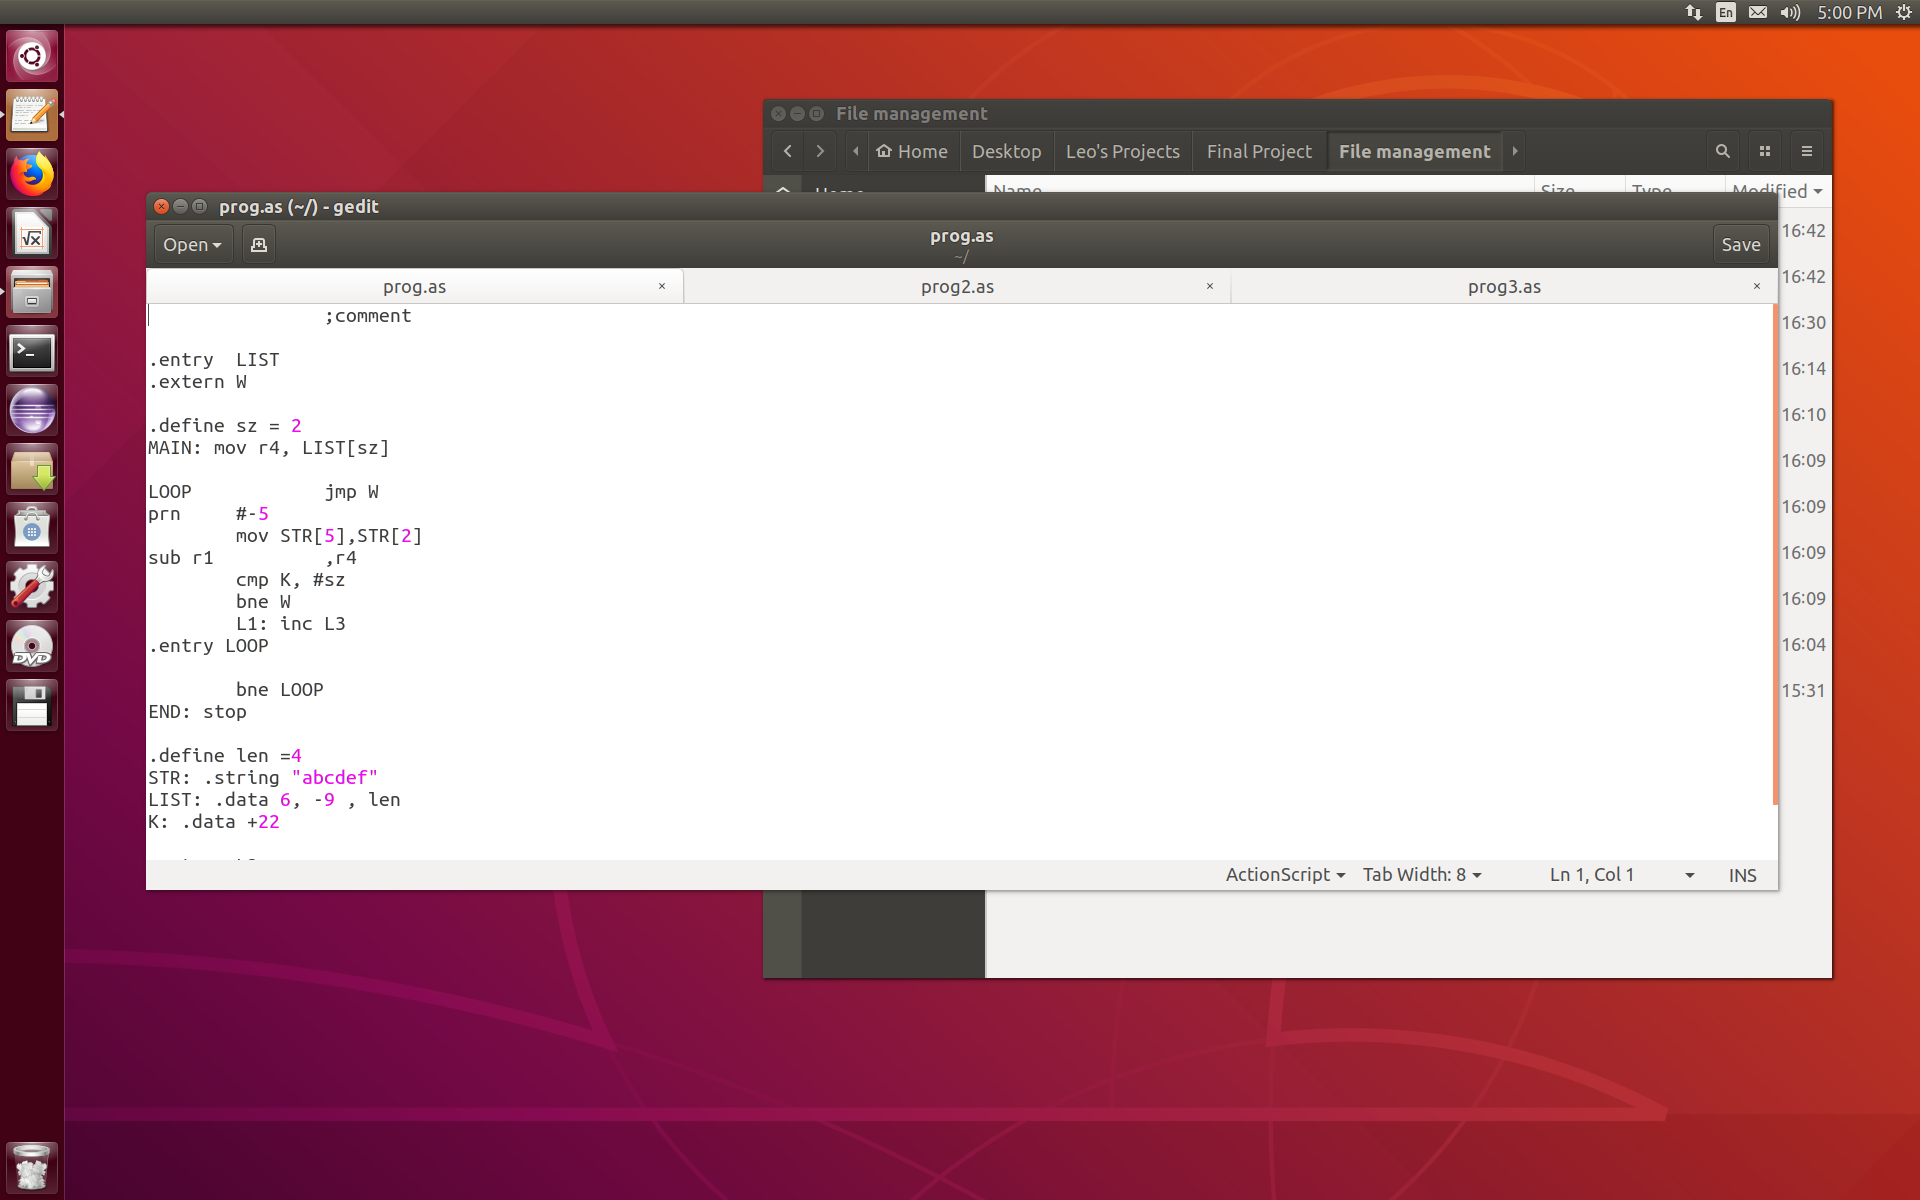 En 5:00 PM
File management
Home Desktop Leo's Projects Final Project File management
Home Name Size Type Modified
prog.as (~/) - gedit
Open prog.as Save
~/
prog.as × prog2.as × prog3.as ×
;comment
.entry  LIST
.extern W
.define sz = 2
MAIN: mov r4, LIST[sz]
LOOP            jmp W
prn     #-5
        mov STR[5],STR[2]
sub r1          ,r4
        cmp K, #sz
        bne W
        L1: inc L3
.entry LOOP
        bne LOOP
END: stop
.define len =4
STR: .string "abcdef"
LIST: .data 6, -9 , len
K: .data +22
ActionScript Tab Width: 8 Ln 1, Col 1 INS
16:42
16:42
16:30
16:14
16:10
16:09
16:09
16:09
16:09
16:04
15:31
DVD